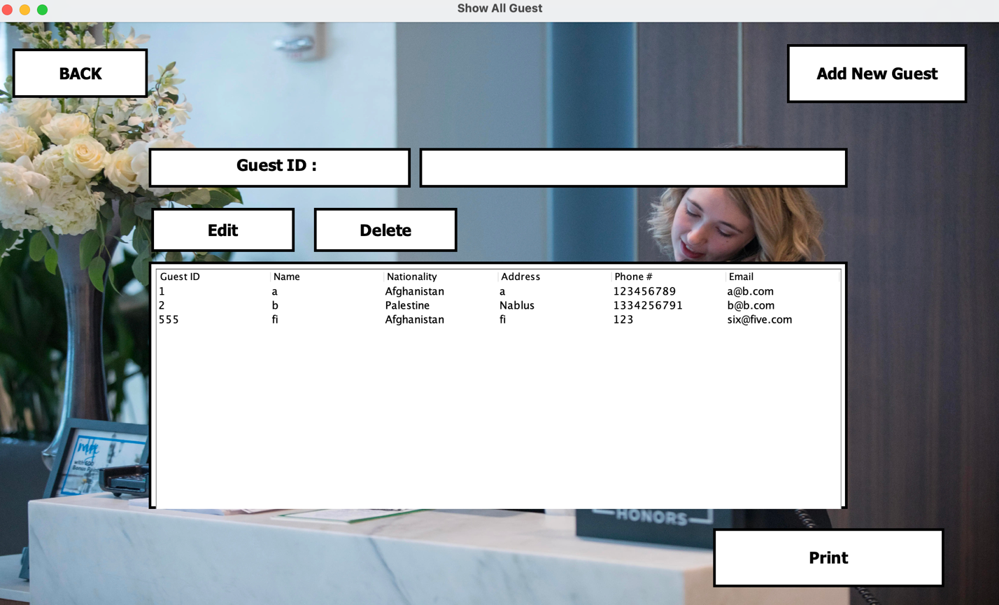 Show All Guest
BACK
Add New Guest
Guest ID :
Edit
Delete
Guest ID Name Nationality Address Phone # Email
1 a Afghanistan a 123456789 a@b.com
2 b Palestine Nablus 1334256791 b@b.com
555 fi Afghanistan fi 123 six@five.com
HONORS
Print